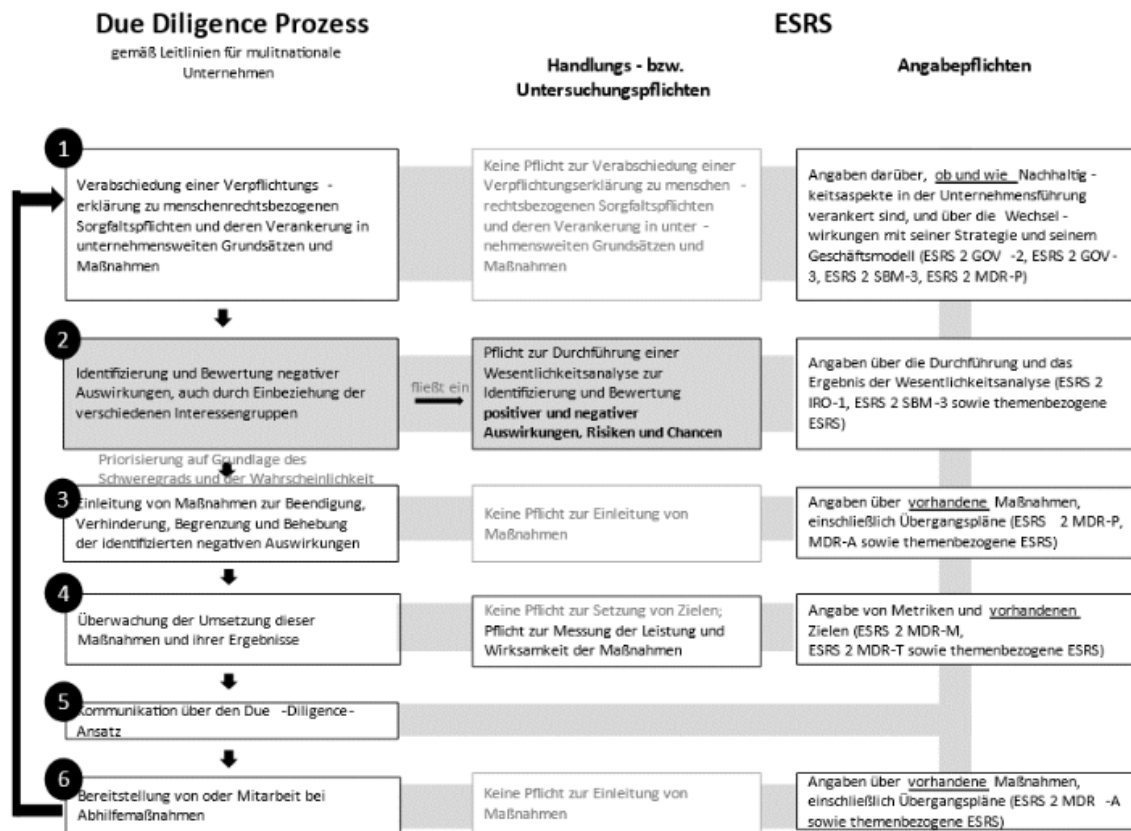 Due Diligence Prozess
gemäß Leitlinien für mulitnationale
Unternehmen
ESRS
Handlungs - bzw.
Untersuchungspflichten
Angabepflichten
1
Verabschiedung einer Verpflichtungs -
erklärung zu menschenrechtsbezogenen
Sorgfaltspflichten und deren Verankerung in
unternehmensweiten Grundsätzen und
Maßnahmen
Keine Pflicht zur Verabschiedung einer
Verpflichtungserklärung zu menschen -
rechtsbezogenen Sorgfaltspflichten
und deren Verankerung in unter -
nehmensweiten Grundsätzen und
Maßnahmen
Angaben darüber, ob und wie Nachhaltig -
keitsaspekte in der Unternehmensführung
verankert sind, und über die Wechsel -
wirkungen mit seiner Strategie und seinem
Geschäftsmodell (ESRS 2 GOV -2, ESRS 2 GOV -
3, ESRS 2 SBM-3, ESRS 2 MDR-P)
2
Identifizierung und Bewertung negativer
Auswirkungen, auch durch Einbeziehung der
verschiedenen Interessengruppen
fließt ein
Pflicht zur Durchführung einer
Wesentlichkeitsanalyse zur
Identifizierung und Bewertung
positiver und negativer
Auswirkungen, Risiken und Chancen
Angaben über die Durchführung und das
Ergebnis der Wesentlichkeitsanalyse (ESRS 2
IRO-1, ESRS 2 SBM-3 sowie themenbezogene
ESRS)
Priorisierung auf Grundlage des
Schweregrads und der Wahrscheinlichkeit
3
Einleitung von Maßnahmen zur Beendigung,
Verhinderung, Begrenzung und Behebung
der identifizierten negativen Auswirkungen
Keine Pflicht zur Einleitung von
Maßnahmen
Angaben über vorhandene Maßnahmen,
einschließlich Übergangspläne (ESRS 2 MDR-P,
MDR-A sowie themenbezogene ESRS)
4
Überwachung der Umsetzung dieser
Maßnahmen und ihrer Ergebnisse
Keine Pflicht zur Setzung von Zielen;
Pflicht zur Messung der Leistung und
Wirksamkeit der Maßnahmen
Angabe von Metriken und vorhandenen
Zielen (ESRS 2 MDR-M,
ESRS 2 MDR-T sowie themenbezogene ESRS)
5
Kommunikation über den Due -Diligence-
Ansatz
6
Bereitstellung von oder Mitarbeit bei
Abhilfemaßnahmen
Keine Pflicht zur Einleitung von
Maßnahmen
Angaben über vorhandene Maßnahmen,
einschließlich Übergangspläne (ESRS 2 MDR -A
sowie themenbezogene ESRS)